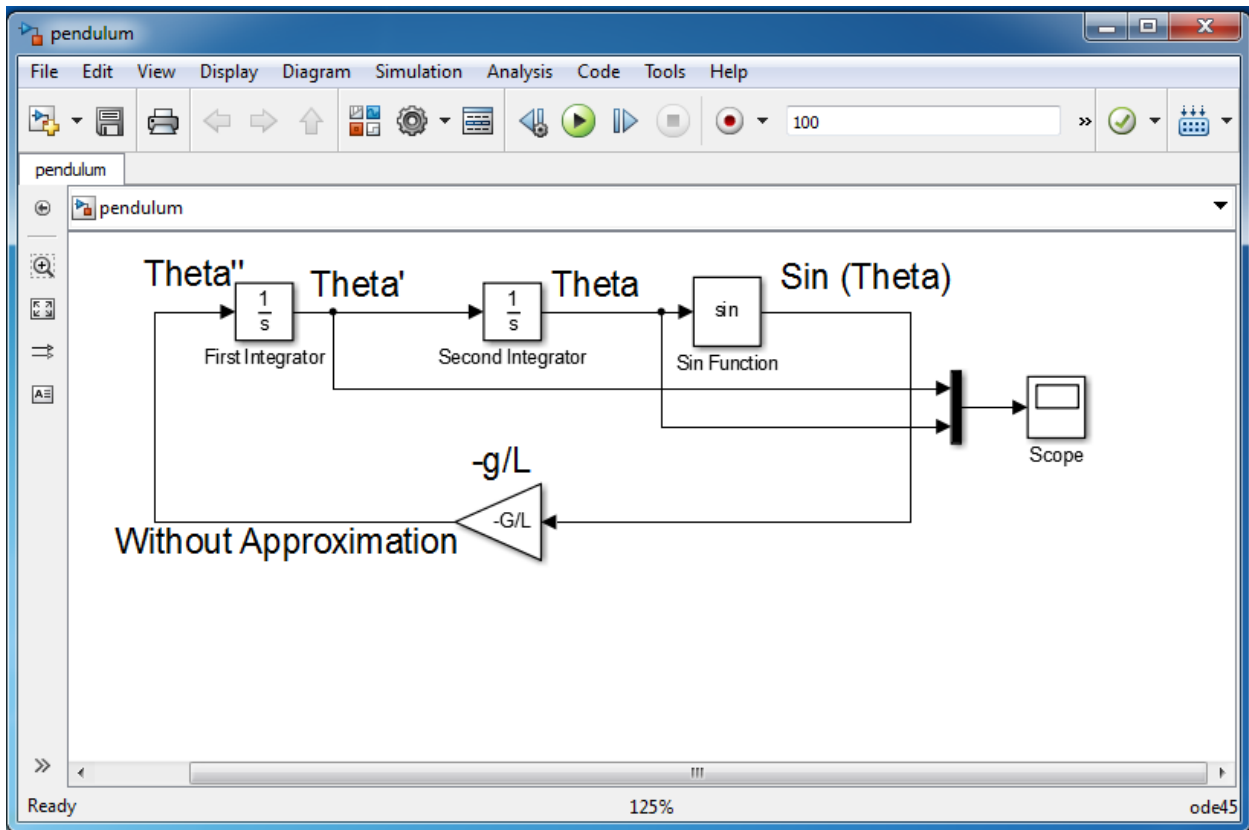 pendulum
File Edit View Display Diagram Simulation Analysis Code Tools Help
100
pendulum
pendulum
Theta'' Theta' Theta Sin (Theta)
1
s
1
s
sin
First Integrator
Second Integrator
Sin Function
Scope
-g/L
-G/L
Without Approximation
Ready 125% ode45